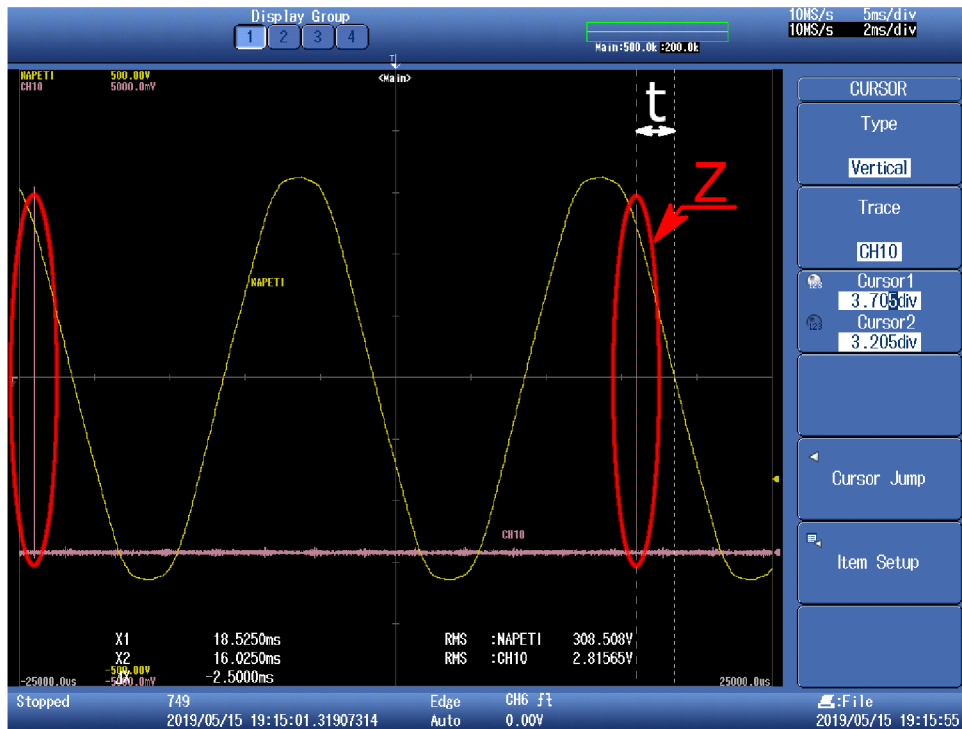 Display Group
1 2 3 4
10MS/s 5ms/div
10MS/s 2ms/div
Main:500.0k :200.0k
NAPETI 500.00V
CH10 5000.0mV
<Main>
T
t
Z
NAPETI
CH10
CURSOR
Type
Vertical
Trace
CH10
Cursor1
3.705div
Cursor2
3.205div
Cursor Jump
Item Setup
X1 18.5250ms
X2 16.0250ms
-2.5000ms
RMS :NAPETI 308.508V
RMS :CH10 2.81565V
-500.00V
-25000.0us
25000.0us
Stopped 749
2019/05/15 19:15:01.31907314
Edge CH6
Auto 0.00V
:File
2019/05/15 19:15:55